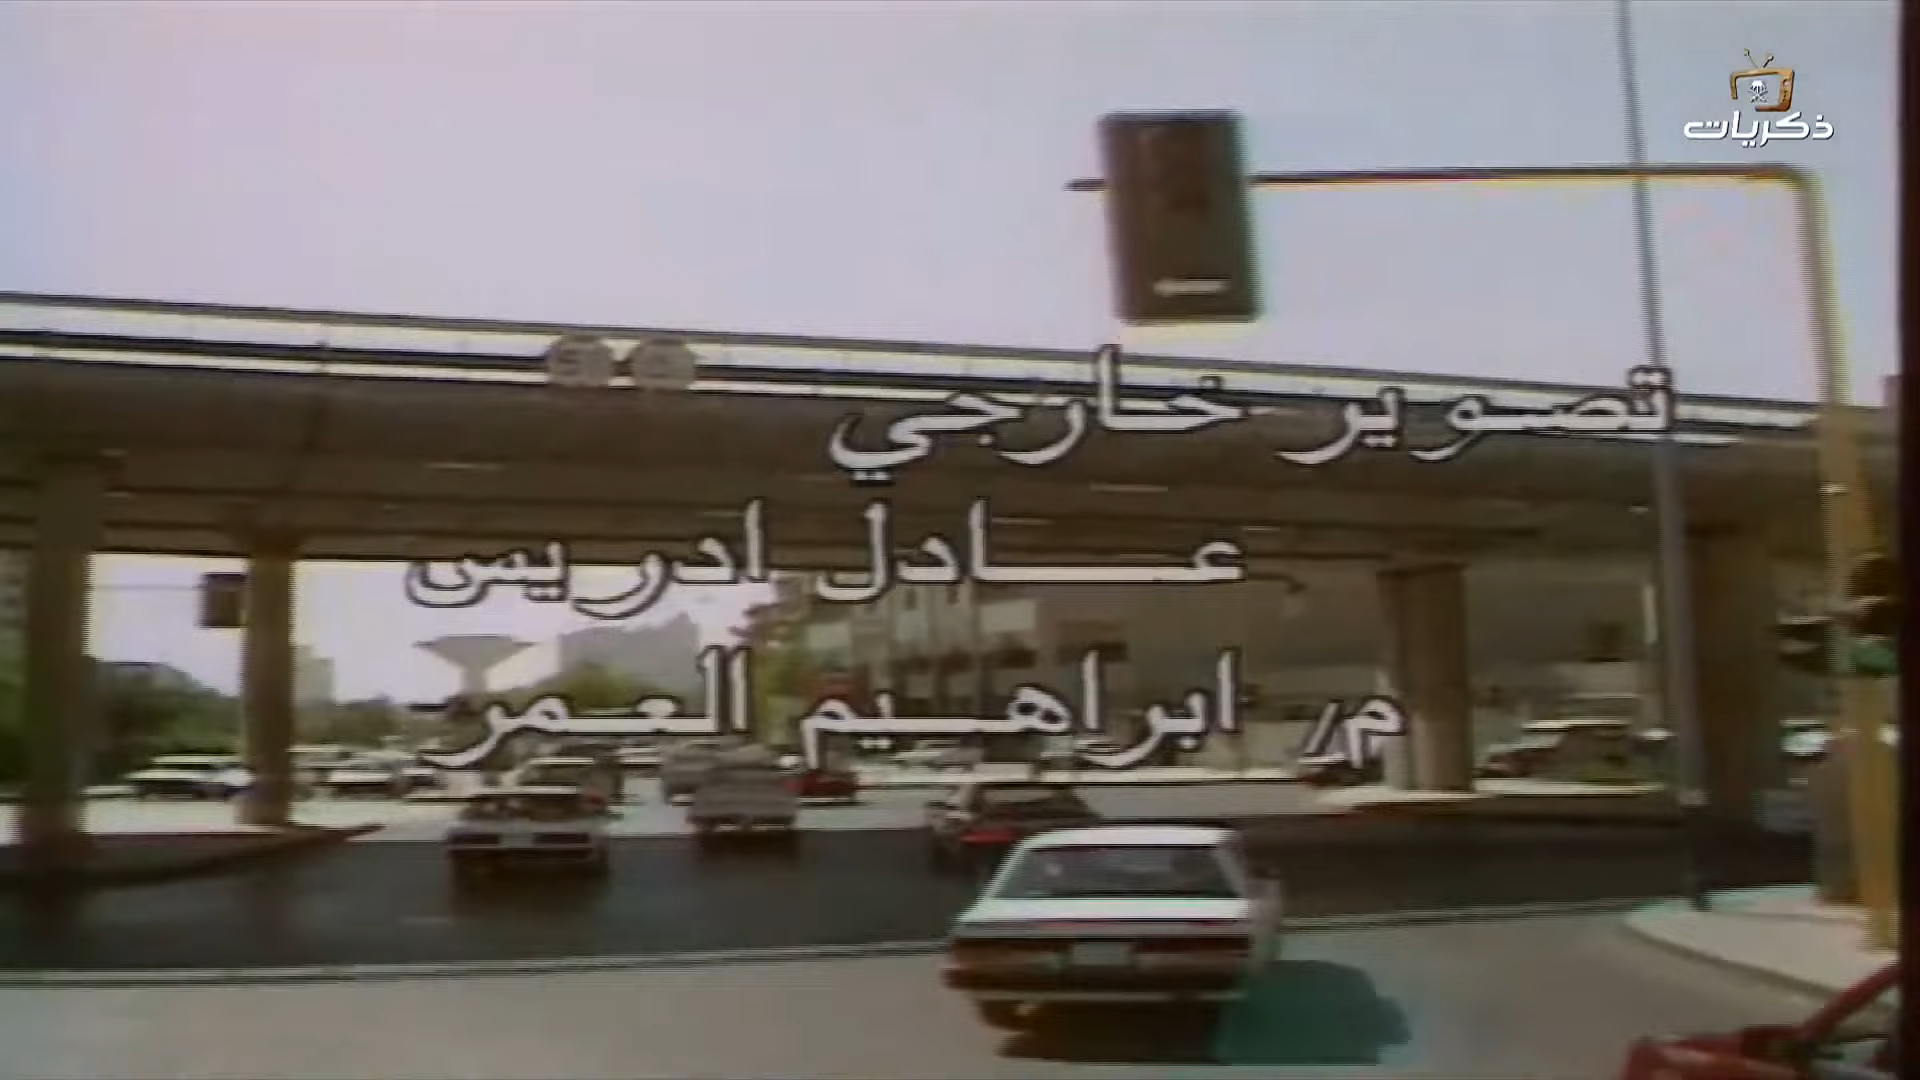 ذكريات
تصوير خارجي
عادل ادريس
م/ ابراهيم العمر